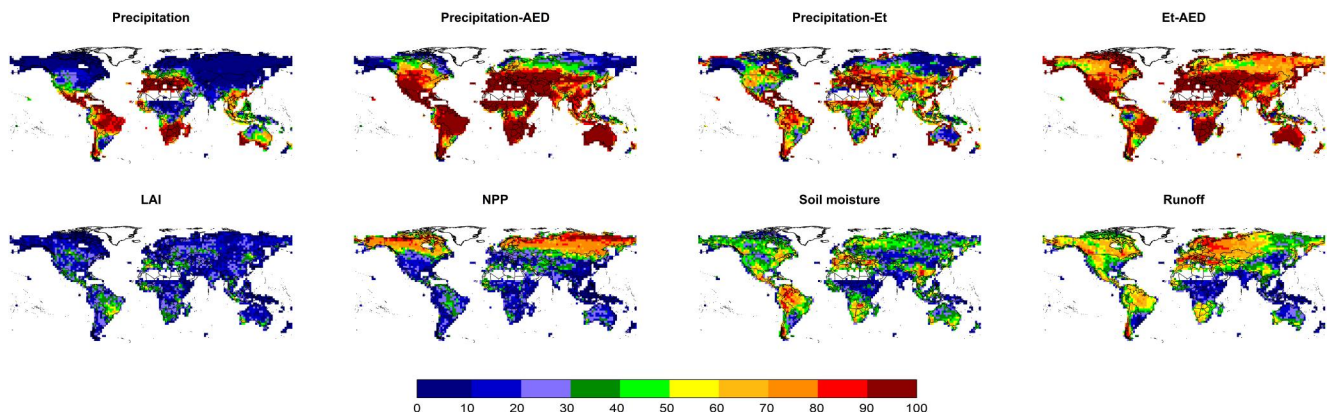 Precipitation Precipitation-AED Precipitation-Et Et-AED
LAI NPP Soil moisture Runoff
0 10 20 30 40 50 60 70 80 90 100